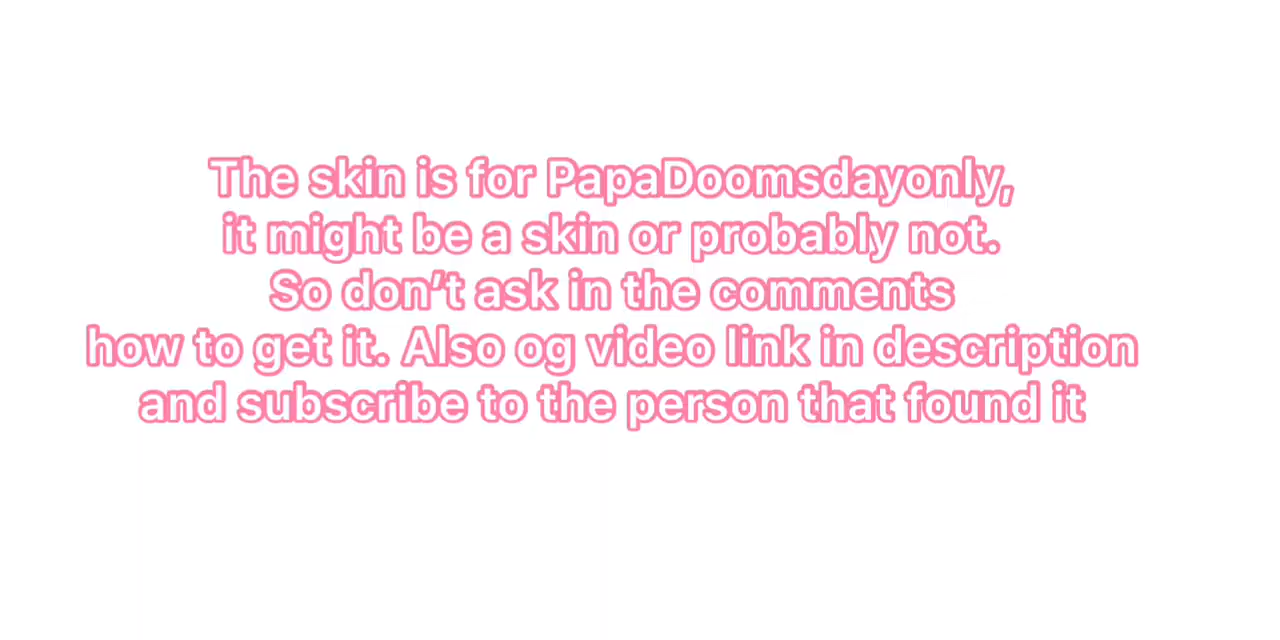 The skin is for PapaDoomsdayonly,
it might be a skin or probably not.
So don’t ask in the comments
how to get it. Also og video link in description
and subscribe to the person that found it